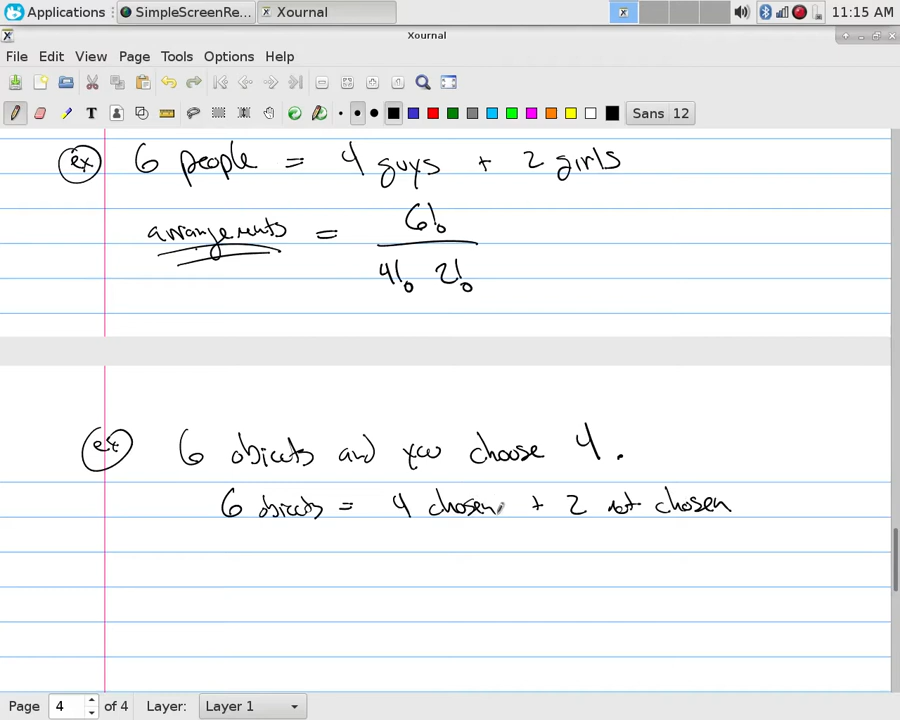 Applications SimpleScreenRe... Xournal 11:15 AM
Xournal
File Edit View Page Tools Options Help
T Sans 12
ex 6 people = 4 guys + 2 girls
arrangements = 6!
4! 2!
ex 6 objects and you choose 4.
6 objects = 4 chosen + 2 not chosen
Page 4 of 4 Layer: Layer 1